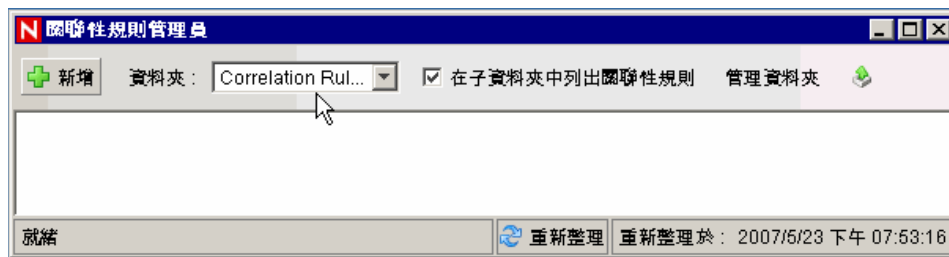 N 關聯性規則管理員
新增 資料夾： Correlation Rul... 在子資料夾中列出關聯性規則 管理資料夾
就緒 重新整理 重新整理於： 2007/5/23 下午 07:53:16